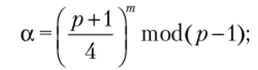 α = ((p+1)/4)^m mod(p−1);